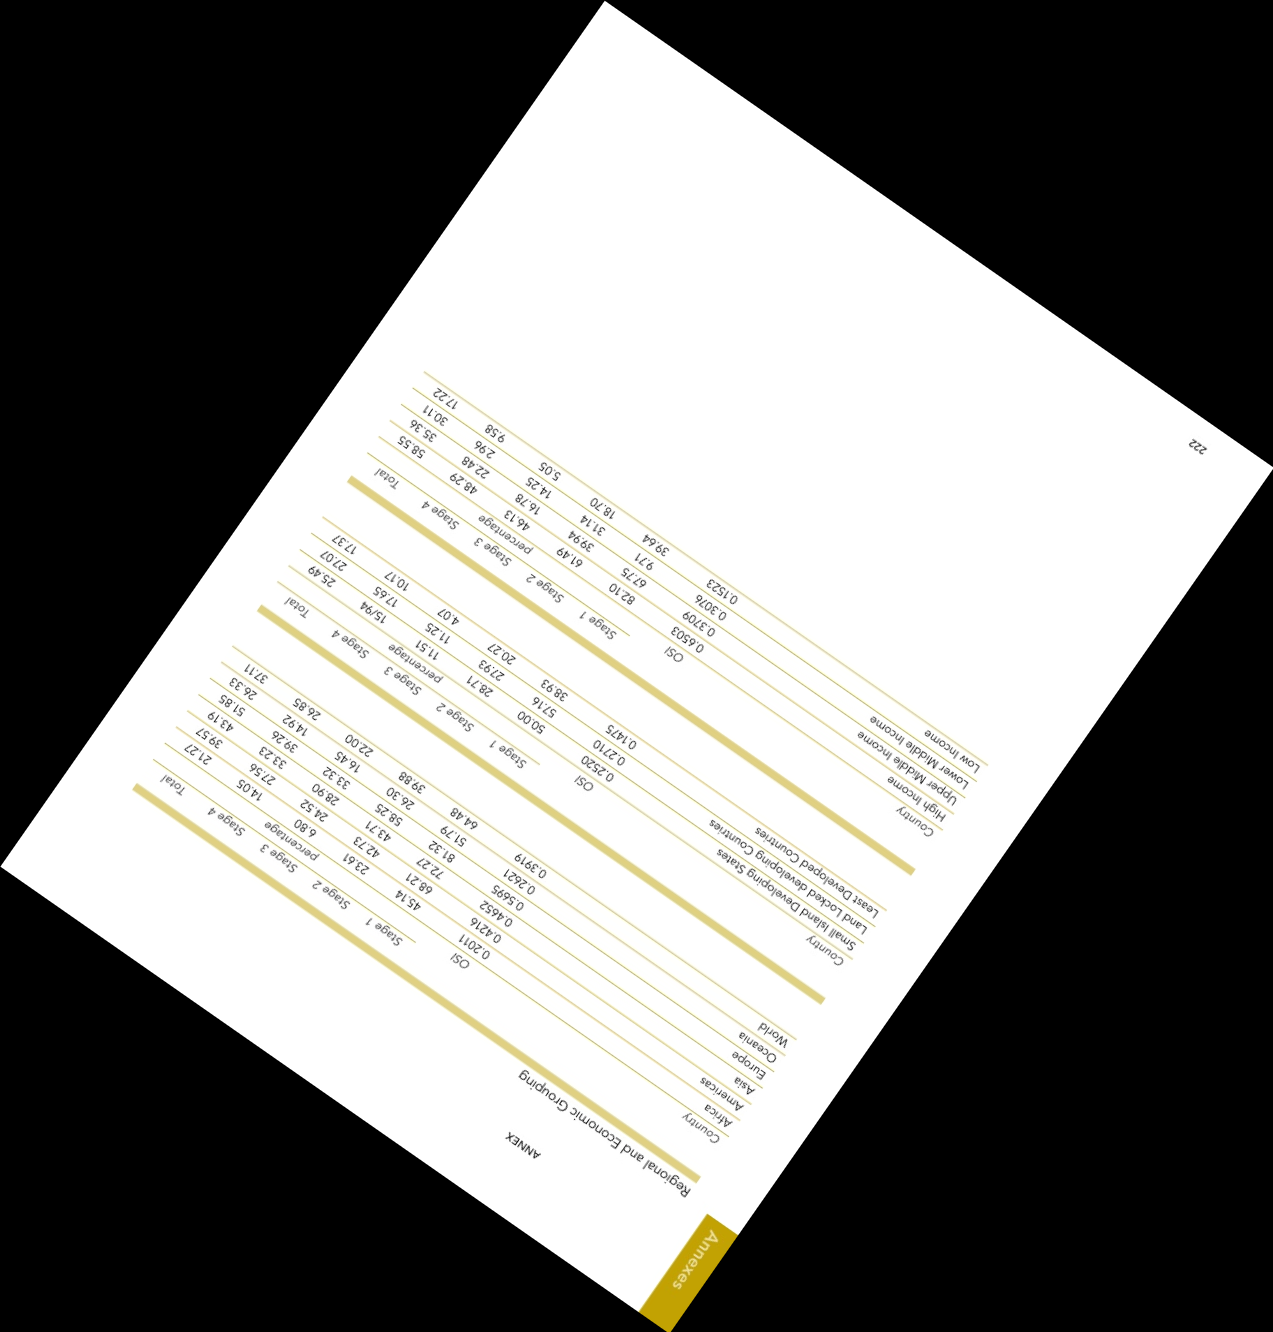 Annexes
ANNEX
Regional and Economic Grouping
percentage
Country OSI Stage 1 Stage 2 Stage 3 Stage 4 Total
Africa 0.2011 45.14 23.61 6.80 14.05 21.27
Americas 0.4216 68.21 42.73 24.52 27.56 39.57
Asia 0.4652 72.27 43.71 28.90 33.23 43.19
Europe 0.5695 81.32 58.25 33.32 39.26 51.85
Oceania 0.2621 51.79 26.30 16.45 14.92 26.33
World 0.3919 64.48 39.88 22.00 26.85 37.11
percentage
Country OSI Stage 1 Stage 2 Stage 3 Stage 4 Total
Small Island Developing States 0.2520 50.00 28.71 11.51 15/94 25.49
Land Locked developing Countries 0.2710 57.16 27.93 11.25 17.65 27.07
Least Developed Countries 0.1475 38.93 20.27 4.07 10.17 17.37
percentage
Country OSI Stage 1 Stage 2 Stage 3 Stage 4 Total
High Income 0.6503 82.10 61.49 46.13 48.29 58.55
Upper Middle Income 0.3709 67.75 39.94 16.78 22.48 35.36
Lower Middle Income 0.3076 9.71 31.14 14.25 2.96 30.11
Low Income 0.1523 39.64 18.70 5.05 9.58 17.22
222